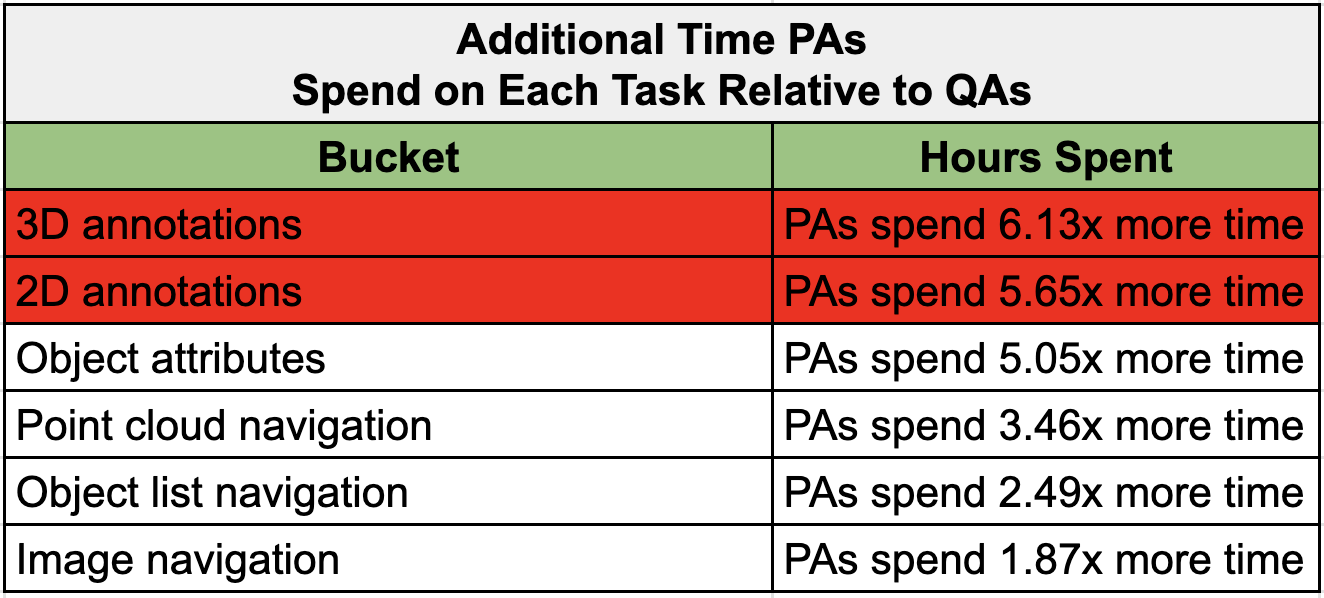 Additional Time PAs
Spend on Each Task Relative to QAs
Bucket Hours Spent
3D annotations PAs spend 6.13x more time
2D annotations PAs spend 5.65x more time
Object attributes PAs spend 5.05x more time
Point cloud navigation PAs spend 3.46x more time
Object list navigation PAs spend 2.49x more time
Image navigation PAs spend 1.87x more time